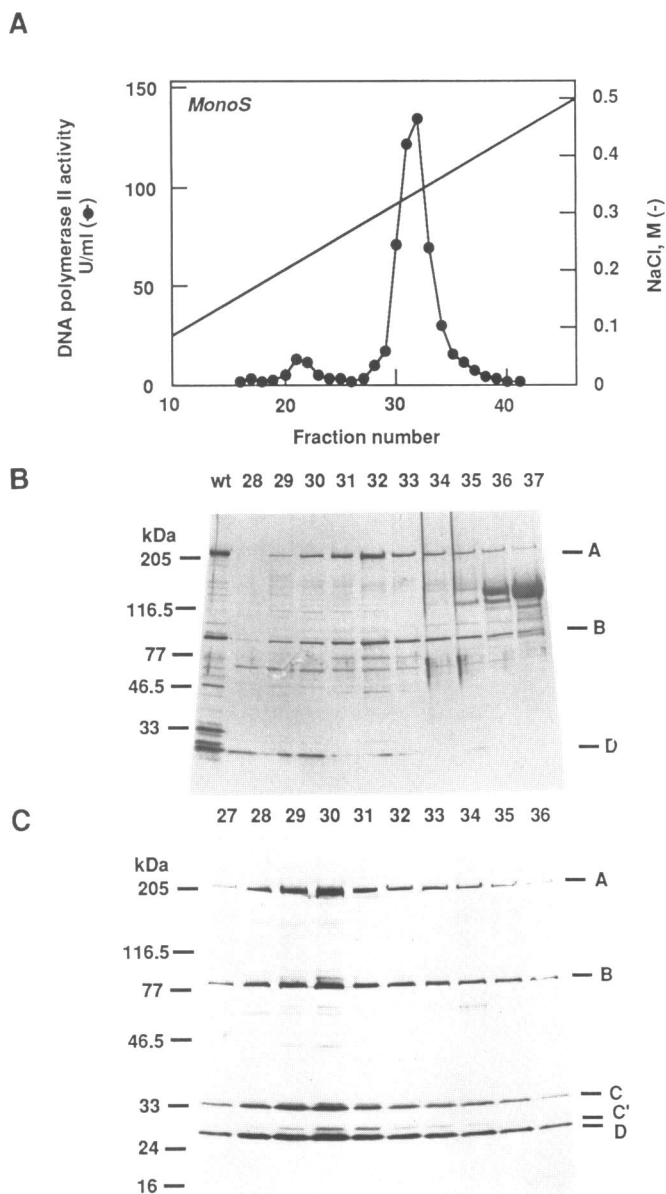 A
MonoS
DNA polymerase II activity
U/ml (●)
150
100
50
0
0.5
0.4
0.3
0.2
0.1
0
NaCl, M (-)
10 20 30 40
Fraction number
B
wt 28 29 30 31 32 33 34 35 36 37
kDa
205
116.5
77
46.5
33
A
B
D
C
27 28 29 30 31 32 33 34 35 36
kDa
205
116.5
77
46.5
33
24
16
A
B
C
C'
D